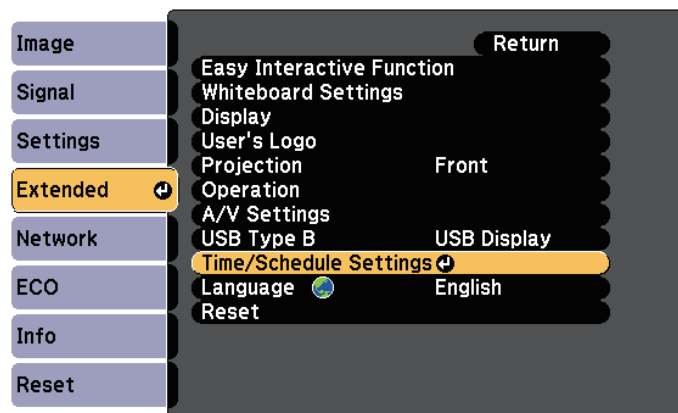 Image
Signal
Settings
Extended
Network
ECO
Info
Reset
Return
Easy Interactive Function
Whiteboard Settings
Display
User's Logo
Projection Front
Operation
A/V Settings
USB Type B USB Display
Time/Schedule Settings
Language English
Reset